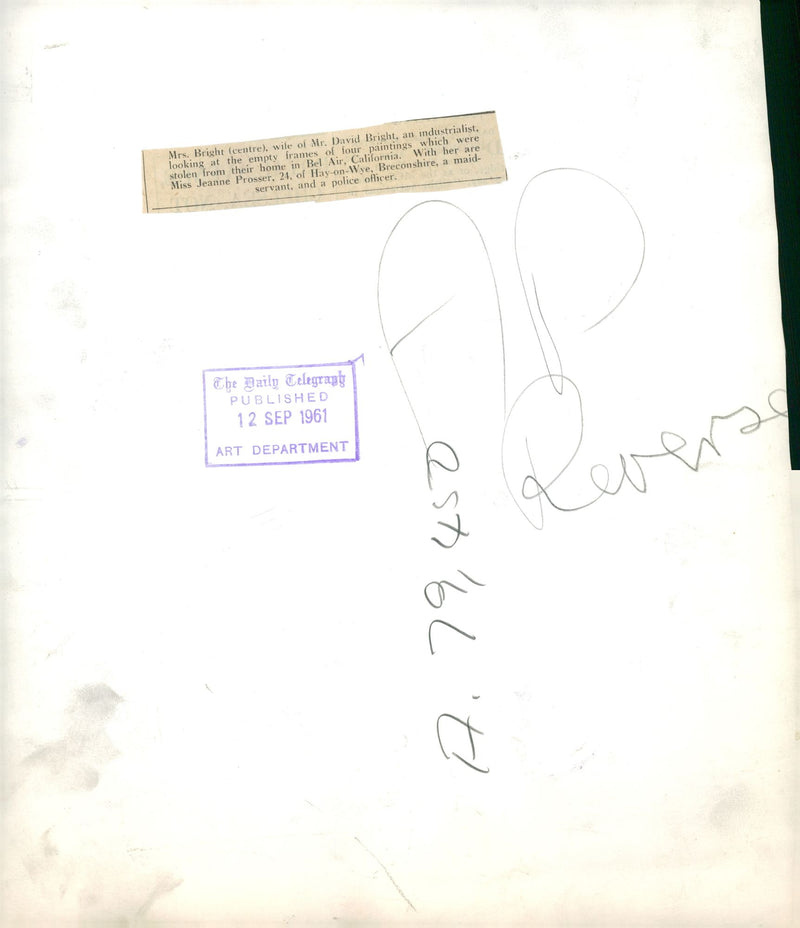 Mrs. Bright (centre), wife of Mr. David Bright, an industrialist,
looking at the empty frames of four paintings which were
stolen from their home in Bel Air, California. With her are
Miss Jeanne Prosser, 24, of Hay-on-Wye, Breconshire, a maid-
servant, and a police officer.
The Daily Telegraph
PUBLISHED
12 SEP 1961
ART DEPARTMENT
Reverse
A. 79,450